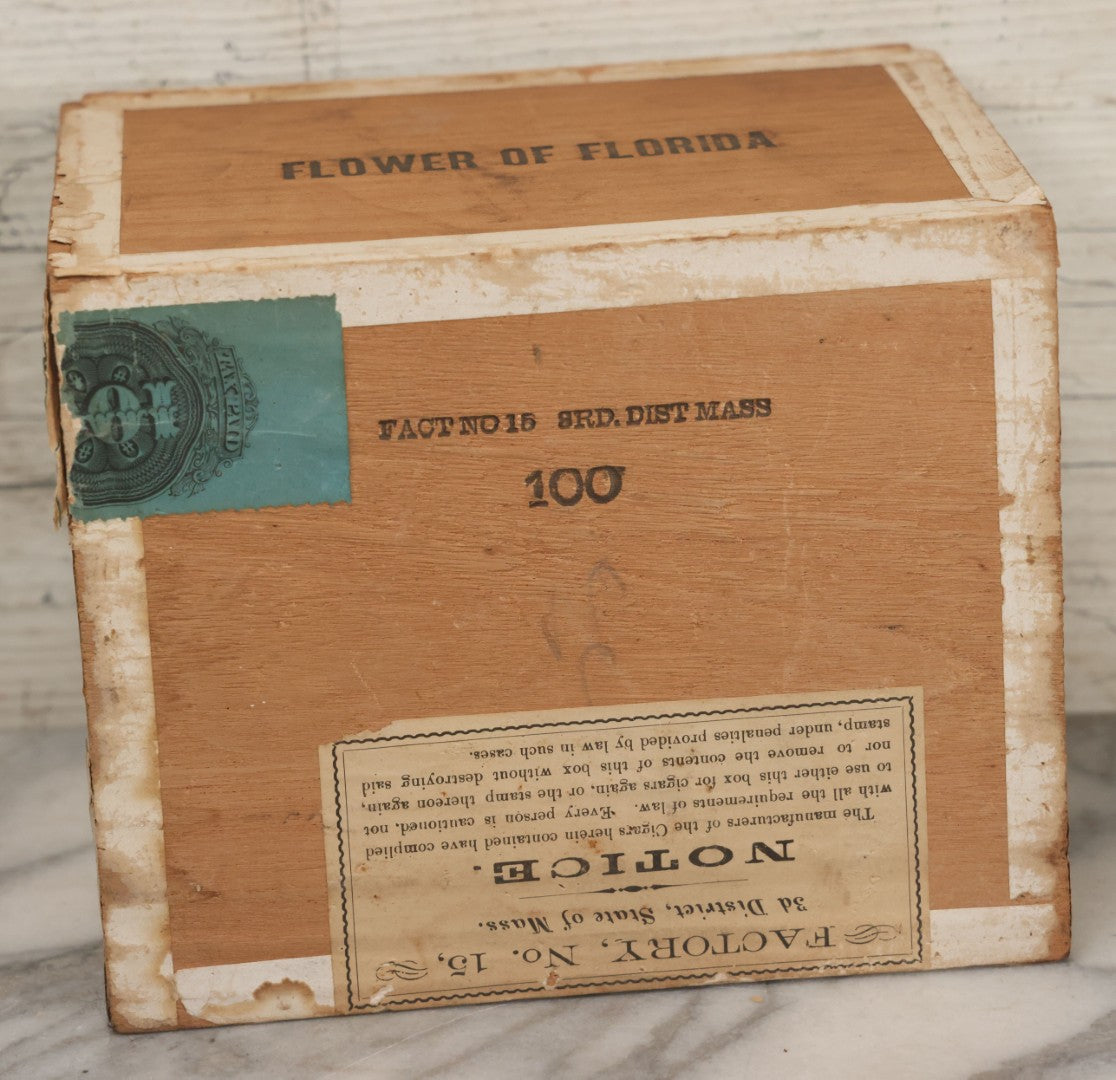 FLOWER OF FLORIDA
TAX PAID
FACT NO 15 3RD. DIST MASS
100
FACTORY, No. 15,
3d District, State of Mass.
NOTICE.
The manufacturers of the Cigars herein contained have complied
with all the requirements of law. Every person is cautioned, not
to use either this box for cigars again, or the stamp thereon again,
nor to remove the contents of this box without destroying said
stamp, under penalties provided by law in such cases.